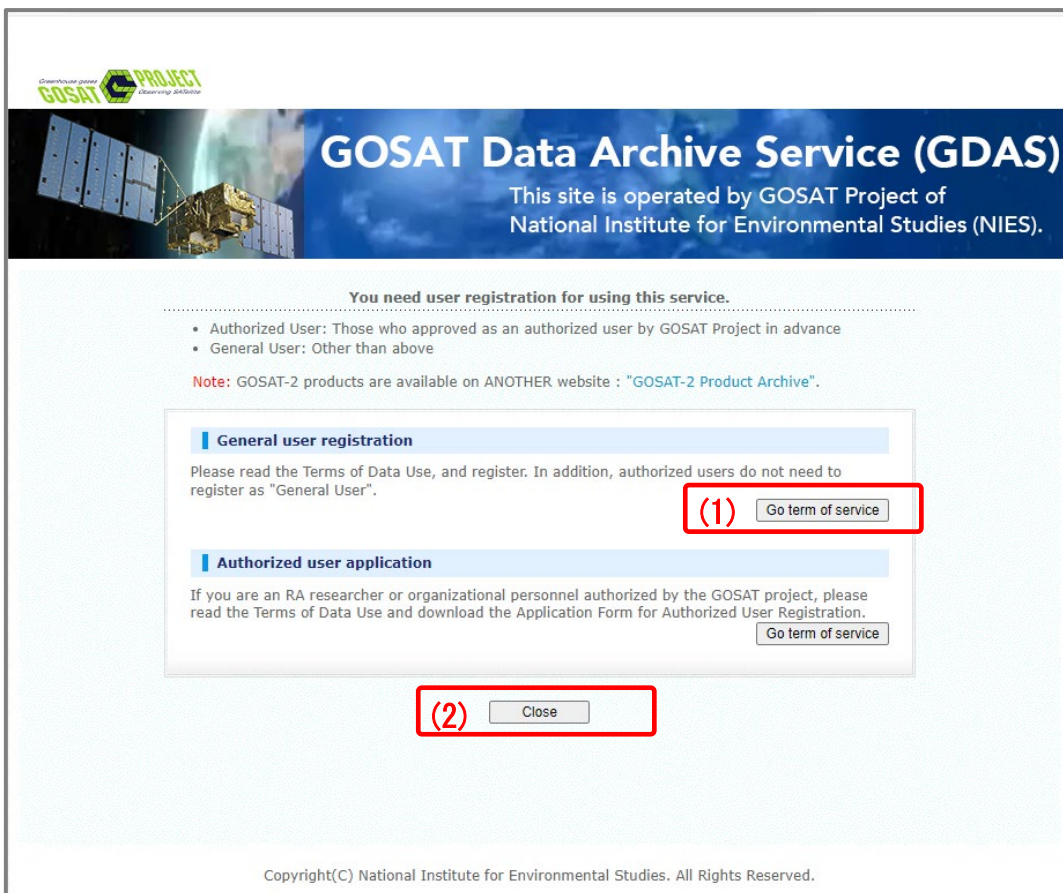 Greenhouse gases
GOSAT PROJECT
Observing SATellite
GOSAT Data Archive Service (GDAS)
This site is operated by GOSAT Project of
National Institute for Environmental Studies (NIES).
You need user registration for using this service.
• Authorized User: Those who approved as an authorized user by GOSAT Project in advance
• General User: Other than above
Note: GOSAT-2 products are available on ANOTHER website : "GOSAT-2 Product Archive".
General user registration
Please read the Terms of Data Use, and register. In addition, authorized users do not need to
register as "General User".
(1) Go term of service
Authorized user application
If you are an RA researcher or organizational personnel authorized by the GOSAT project, please
read the Terms of Data Use and download the Application Form for Authorized User Registration.
Go term of service
(2) Close
Copyright(C) National Institute for Environmental Studies. All Rights Reserved.